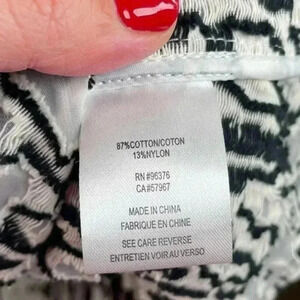 87%COTTON/COTON
13%NYLON
RN #96376
CA#57967
MADE IN CHINA
FABRIQUE EN CHINE
SEE CARE REVERSE
ENTRETIEN VOIR AU VERSO